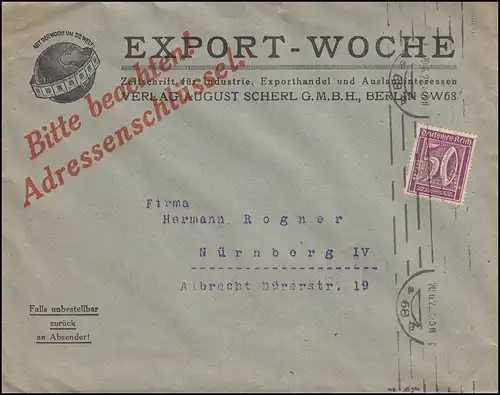 MIT DER WOCHE UM DIE WELT
EXPORT-WOCHE
Zeitschrift für Industrie, Exporthandel und Auslandinteressen
VERLAG AUGUST SCHERL G.M.B.H., BERLIN SW68
Bitte beachten!
Adressenschlüssel.
Deutsches Reich
50
Firma
Hermann Rogner
Nürnberg IV
Albrecht Dürerstr. 19
Falls unbestellbar
zurück
an Absender!